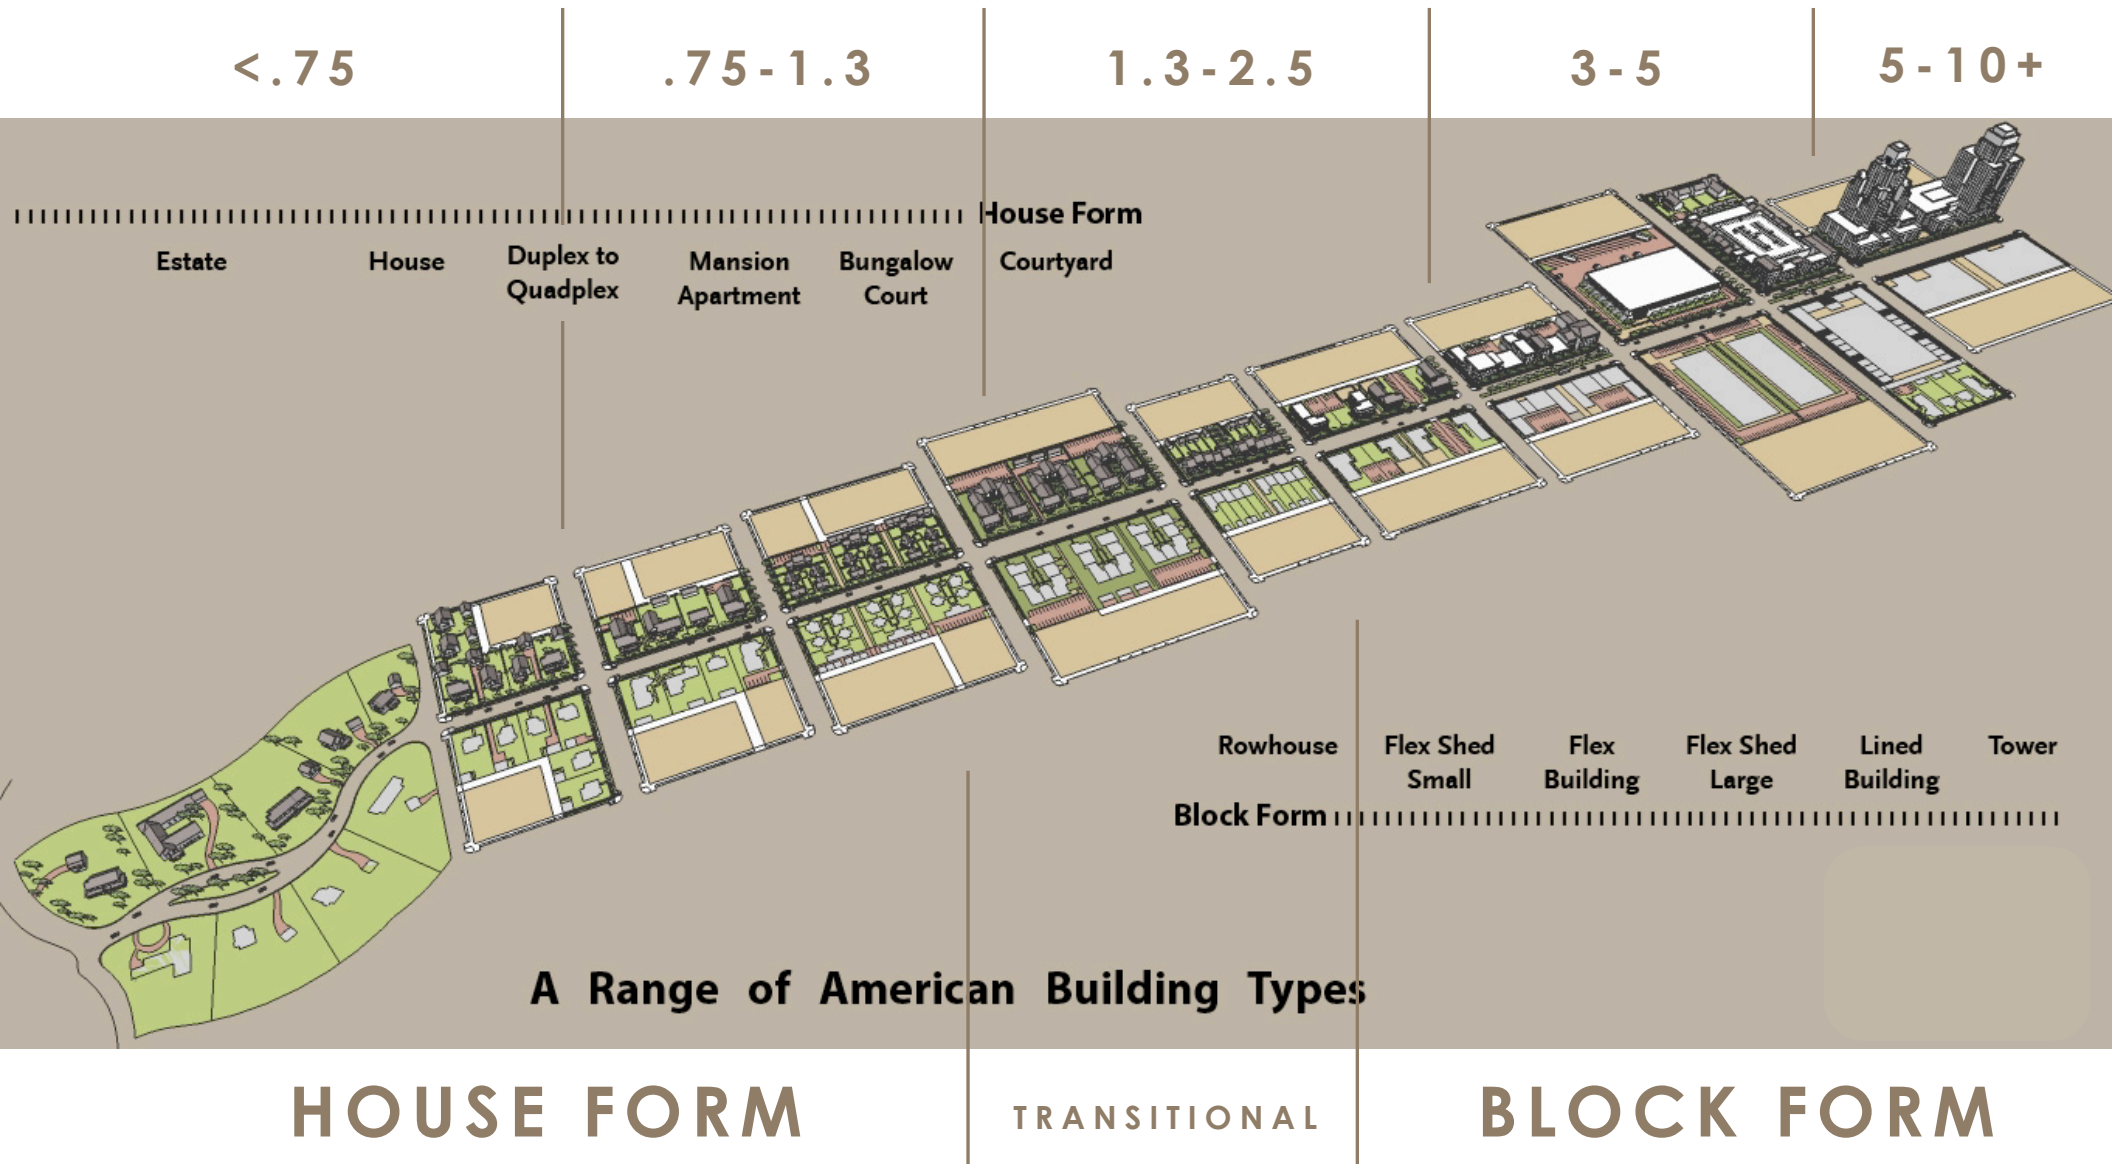 <.75
.75-1.3
1.3-2.5
3-5
5-10+
House Form
Estate
House
Duplex to
Quadplex
Mansion
Apartment
Bungalow
Court
Courtyard
Rowhouse
Flex Shed
Small
Flex
Building
Flex Shed
Large
Lined
Building
Tower
Block Form
A Range of American Building Types
HOUSE FORM
TRANSITIONAL
BLOCK FORM